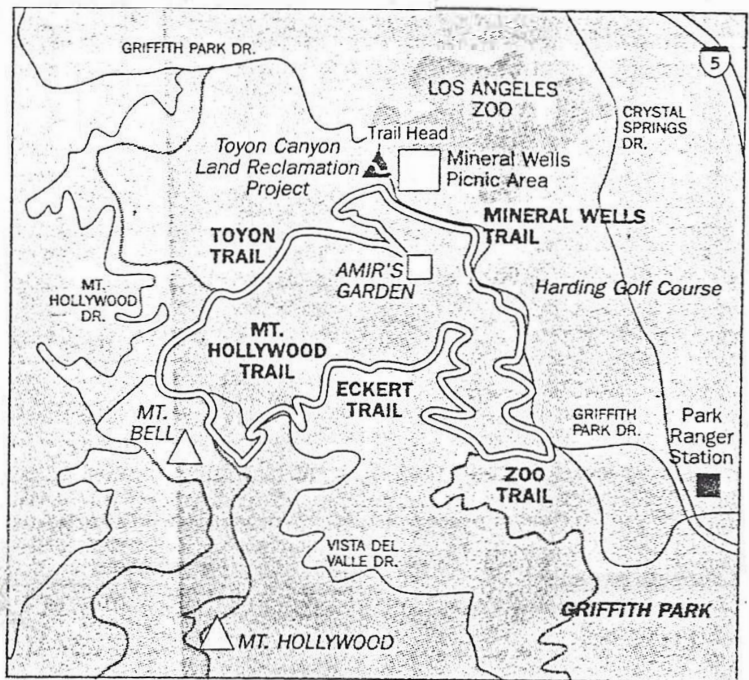 GRIFFITH PARK DR.
5
LOS ANGELES
ZOO
CRYSTAL
SPRINGS
DR.
Trail Head
Toyon Canyon
Land Reclamation
Project
Mineral Wells
Picnic Area
MINERAL WELLS
TRAIL
TOYON
TRAIL
AMIR'S
GARDEN
MT.
HOLLYWOOD
DR.
Harding Golf Course
MT.
HOLLYWOOD
TRAIL
ECKERT
TRAIL
MT.
BELL
GRIFFITH
PARK DR.
Park
Ranger
Station
ZOO
TRAIL
VISTA DEL
VALLE DR.
GRIFFITH PARK
MT. HOLLYWOOD